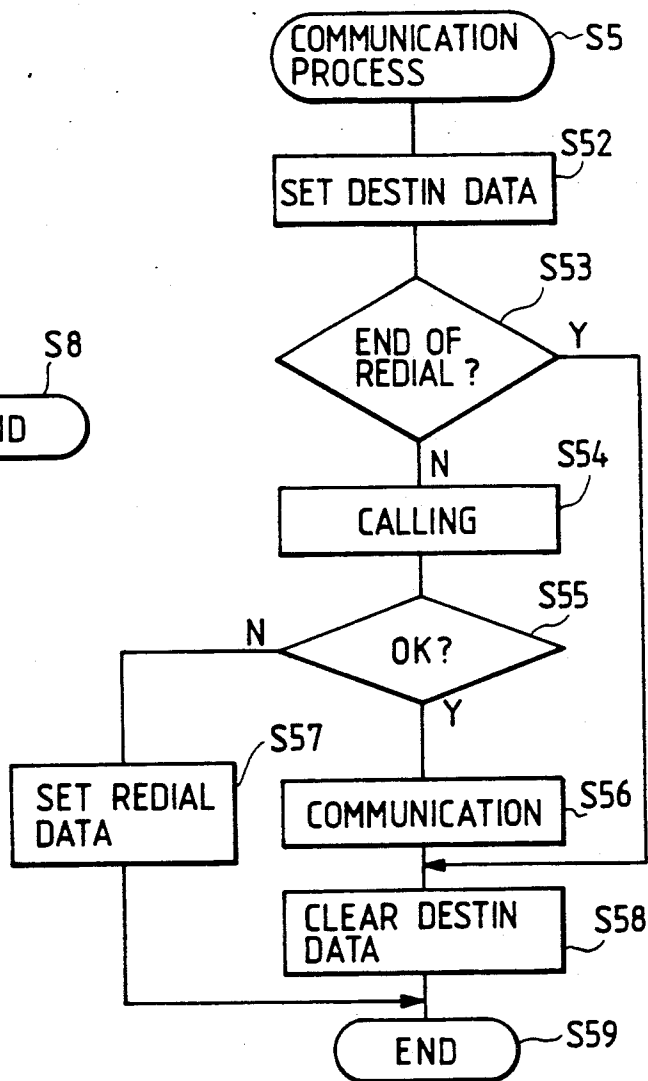 COMMUNICATION
PROCESS
S5
S52
SET DESTIN DATA
S53
END OF
REDIAL ?
Y
S8
ND
N
S54
CALLING
S55
N
OK?
Y
S57
SET REDIAL
DATA
S56
COMMUNICATION
CLEAR DESTIN
DATA
S58
END
S59